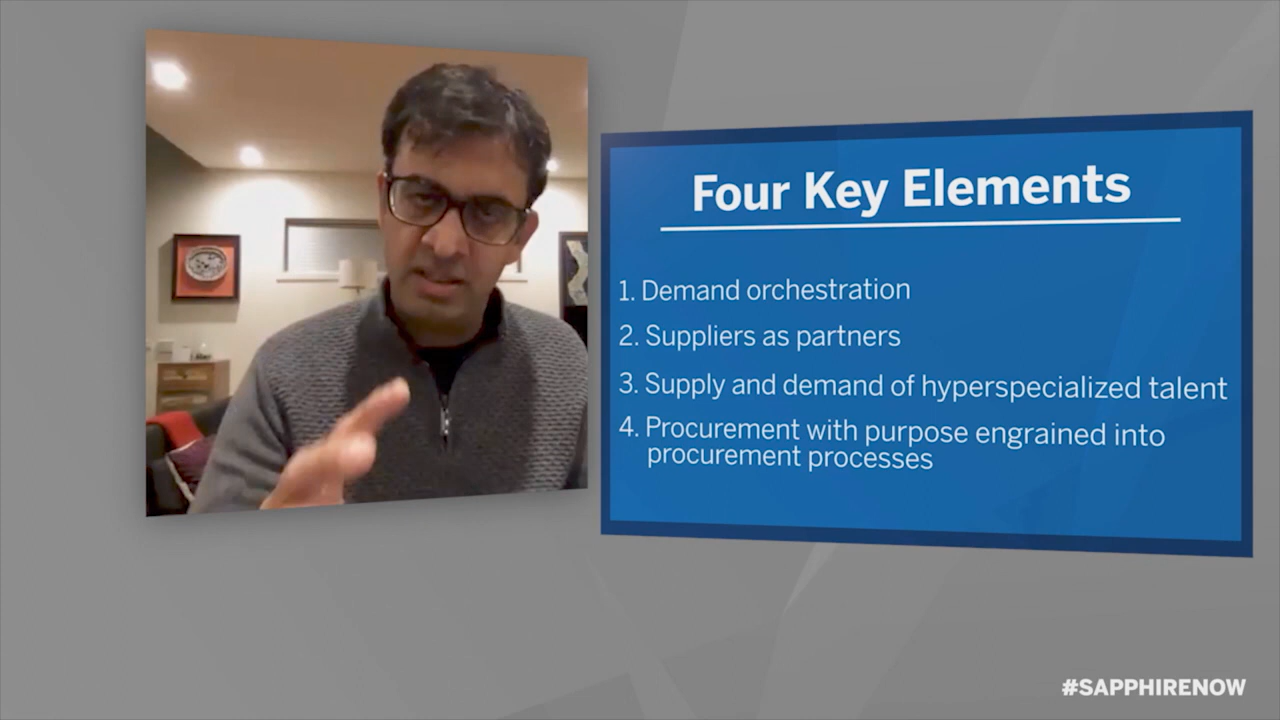 Four Key Elements
1. Demand orchestration
2. Suppliers as partners
3. Supply and demand of hyperspecialized talent
4. Procurement with purpose engrained into
procurement processes
#SAPPHIRENOW